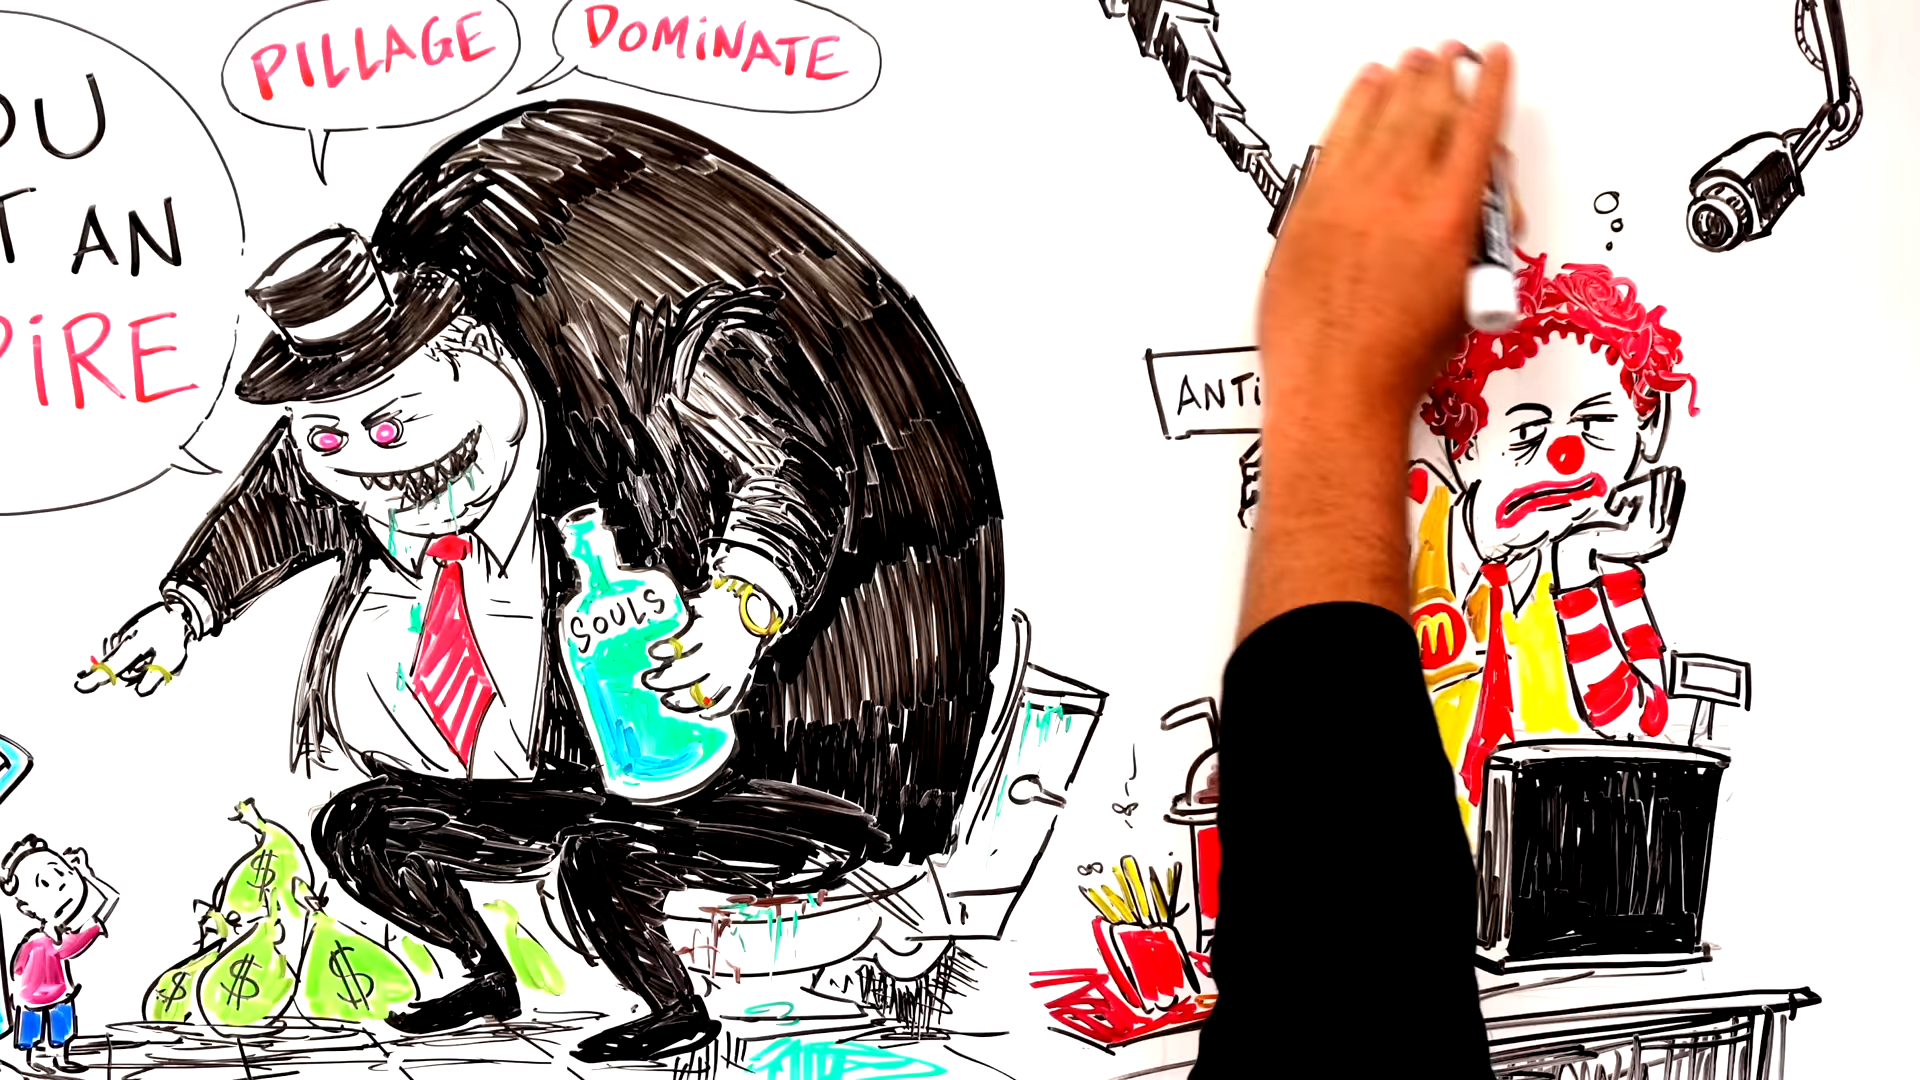 PILLAGE
DOMiNATE
OU
T AN
PiRE
ANTi
SOULS
M
$
$
$
$